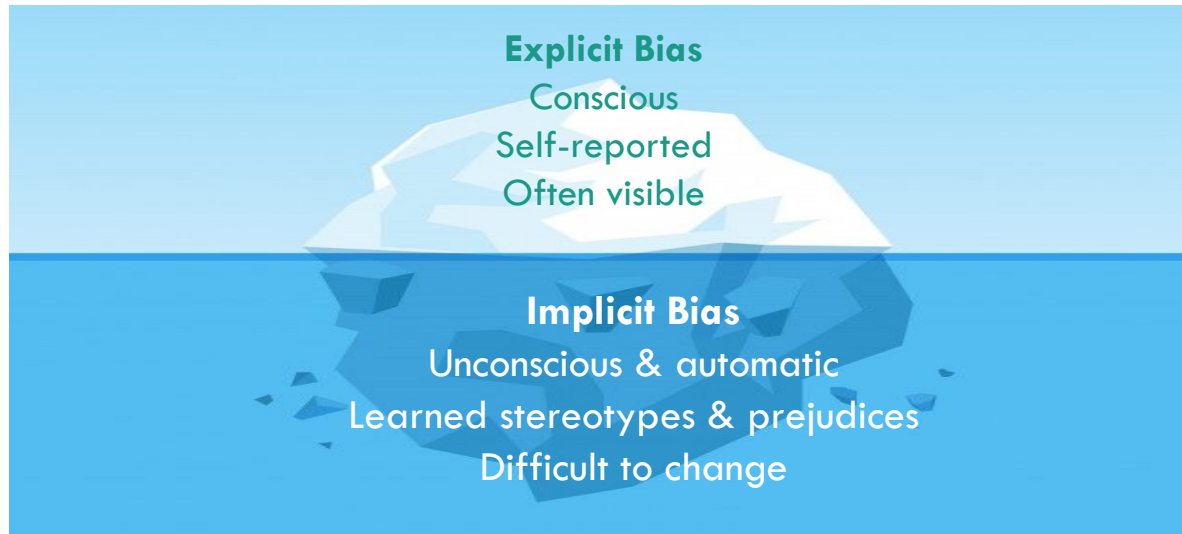 Explicit Bias
Conscious
Self-reported
Often visible
Implicit Bias
Unconscious & automatic
Learned stereotypes & prejudices
Difficult to change